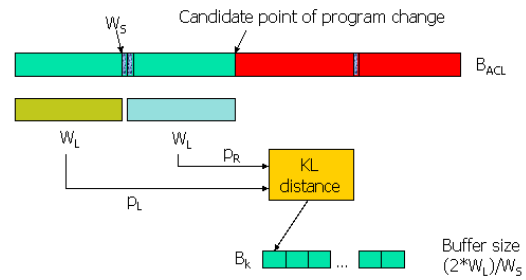 Candidate point of program change
W_S
B_ACL
W_L
W_L
p_R
KL
distance
p_L
B_k
...
Buffer size
(2*W_L)/W_S